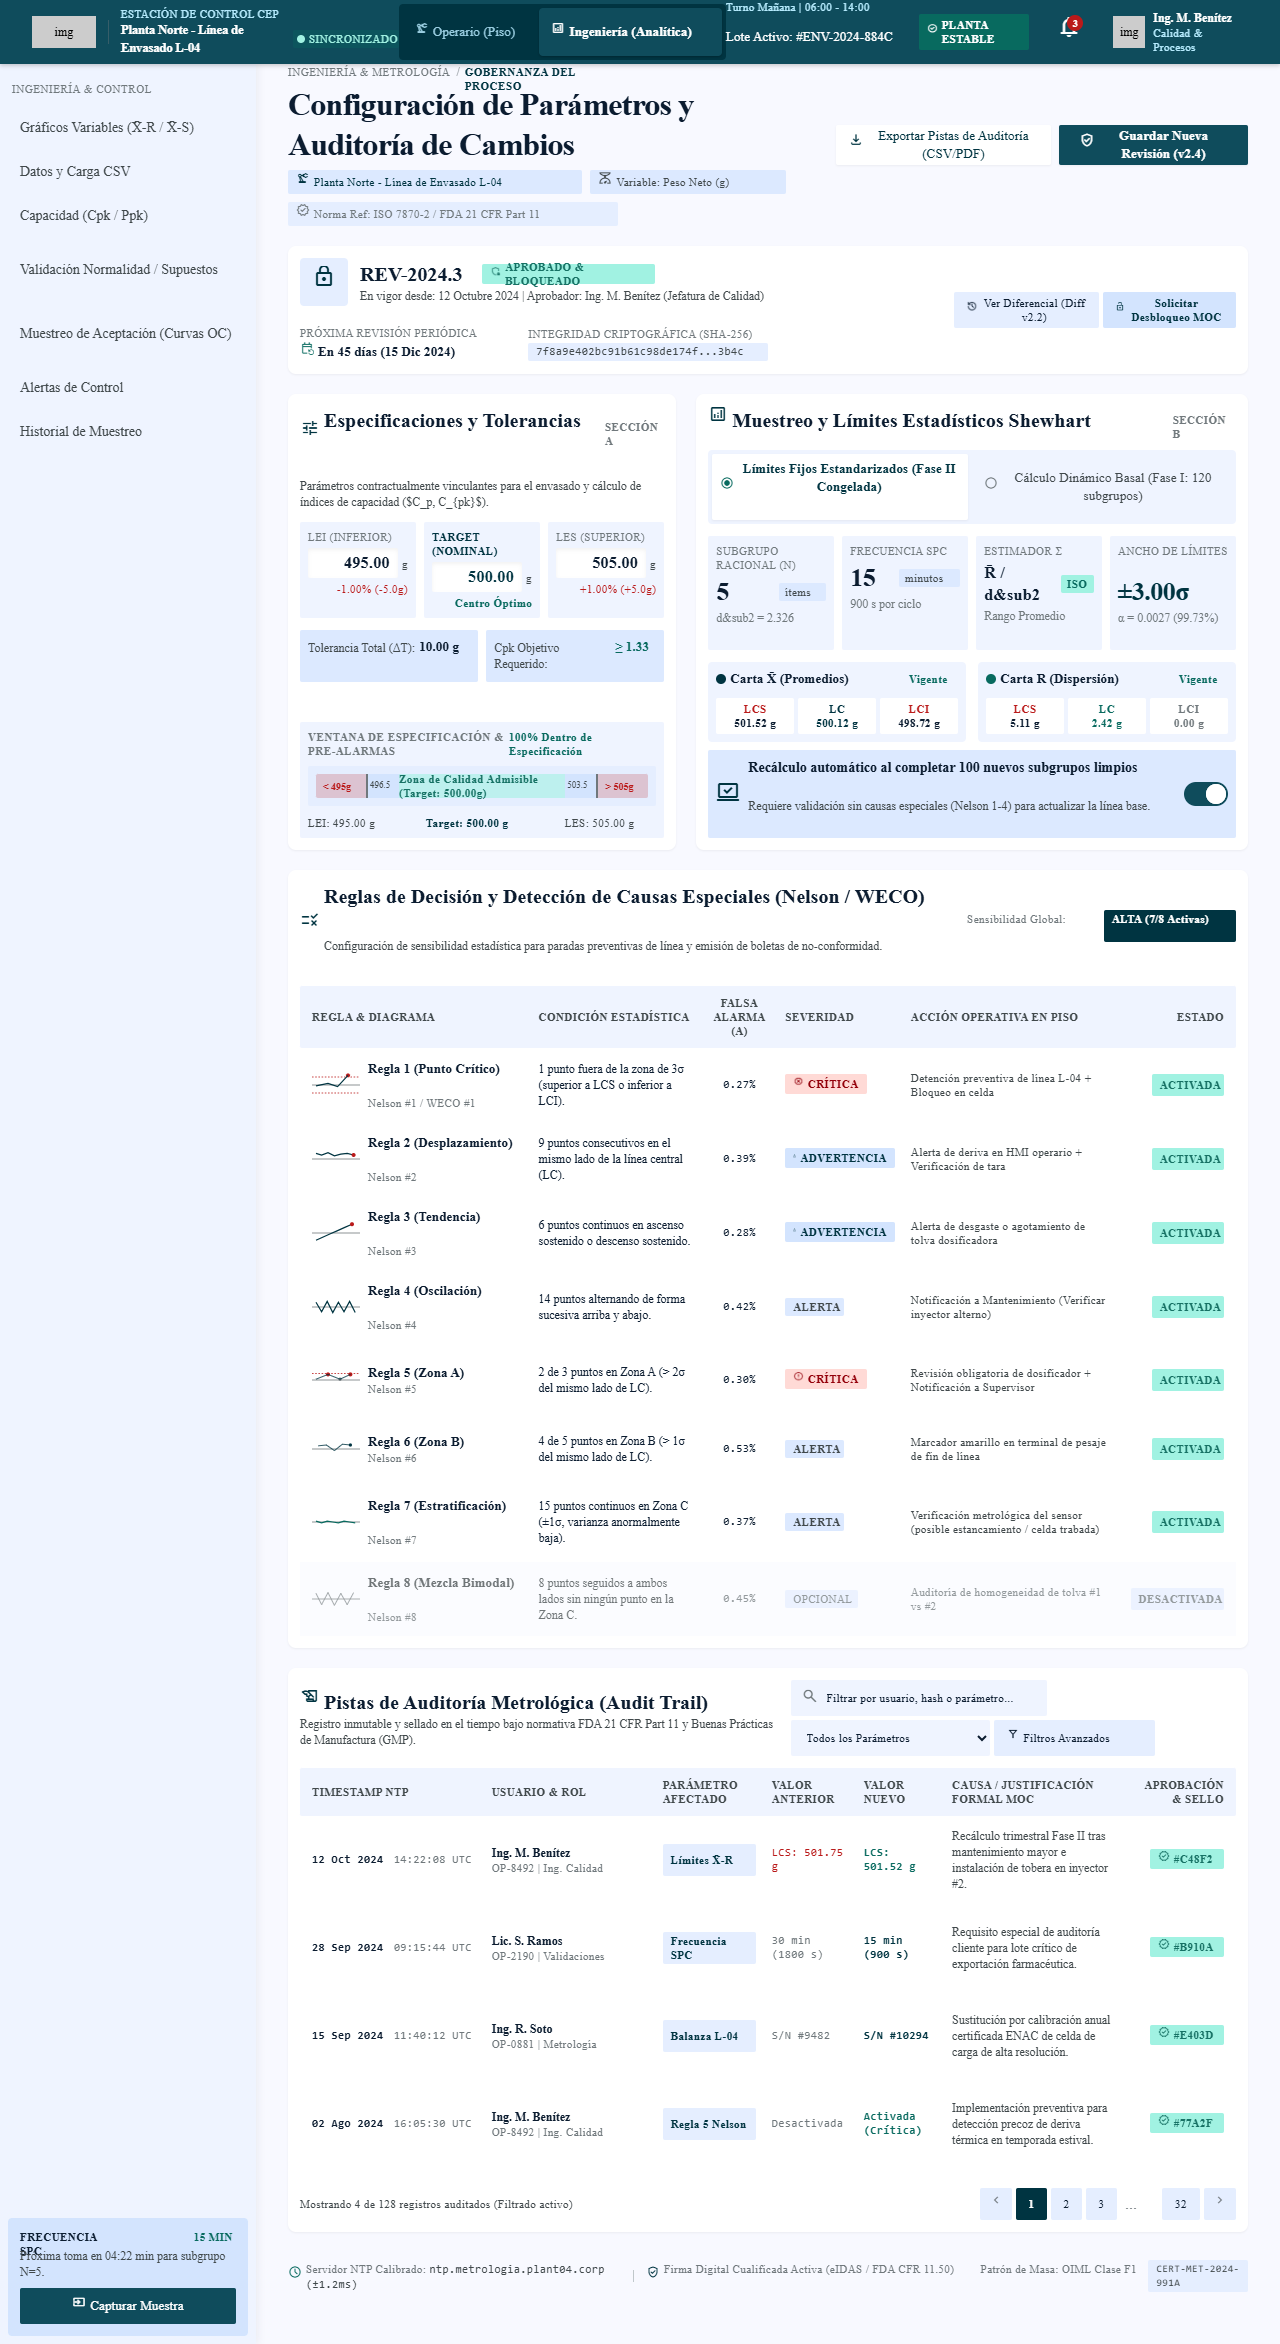 img
ESTACIÓN DE CONTROL CEP
Planta Norte - Línea de
Envasado L-04
SINCRONIZADO
Operario (Piso)
Ingeniería (Analítica)
Turno Mañana | 06:00 - 14:00
Lote Activo: #ENV-2024-884C
PLANTA
ESTABLE
3
img
Ing. M. Benítez
Calidad &
Procesos
INGENIERÍA & CONTROL
Gráficos Variables (X̄-R / X̄-S)
Datos y Carga CSV
Capacidad (Cpk / Ppk)
Validación Normalidad / Supuestos
Muestreo de Aceptación (Curvas OC)
Alertas de Control
Historial de Muestreo
FRECUENCIA
SPC
15 MIN
Próxima toma en 04:22 min para subgrupo
N=5.
Capturar Muestra
INGENIERÍA & METROLOGÍA / GOBERNANZA DEL
PROCESO
Configuración de Parámetros y
Auditoría de Cambios
Exportar Pistas de Auditoría
(CSV/PDF)
Guardar Nueva
Revisión (v2.4)
Planta Norte - Línea de Envasado L-04
Variable: Peso Neto (g)
Norma Ref: ISO 7870-2 / FDA 21 CFR Part 11
REV-2024.3
APROBADO &
BLOQUEADO
En vigor desde: 12 Octubre 2024 | Aprobador: Ing. M. Benítez (Jefatura de Calidad)
PRÓXIMA REVISIÓN PERIÓDICA
En 45 días (15 Dic 2024)
INTEGRIDAD CRIPTOGRÁFICA (SHA-256)
7f8a9e402bc91b61c98de174f...3b4c
Ver Diferencial (Diff
v2.2)
Solicitar
Desbloqueo MOC
Especificaciones y Tolerancias
SECCIÓN
A
Parámetros contractualmente vinculantes para el envasado y cálculo de
índices de capacidad ($C_p, C_{pk}$).
LEI (INFERIOR)
495.00 g
-1.00% (-5.0g)
TARGET
(NOMINAL)
500.00 g
Centro Óptimo
LES (SUPERIOR)
505.00 g
+1.00% (+5.0g)
Tolerancia Total (ΔT): 10.00 g
Cpk Objetivo
Requerido:
≥ 1.33
VENTANA DE ESPECIFICACIÓN &
PRE-ALARMAS
100% Dentro de
Especificación
< 495g
496.5
Zona de Calidad Admisible
(Target: 500.00g)
503.5
> 505g
LEI: 495.00 g
Target: 500.00 g
LES: 505.00 g
Muestreo y Límites Estadísticos Shewhart
SECCIÓN
B
Límites Fijos Estandarizados (Fase II
Congelada)
Cálculo Dinámico Basal (Fase I: 120
subgrupos)
SUBGRUPO
RACIONAL (N)
5 items
d&sub2 = 2.326
FRECUENCIA SPC
15 minutos
900 s por ciclo
ESTIMADOR Σ
R̄ /
d&sub2
ISO
Rango Promedio
ANCHO DE LÍMITES
±3.00σ
α = 0.0027 (99.73%)
Carta X̄ (Promedios) Vigente
LCS
501.52 g
LC
500.12 g
LCI
498.72 g
Carta R (Dispersión) Vigente
LCS
5.11 g
LC
2.42 g
LCI
0.00 g
Recálculo automático al completar 100 nuevos subgrupos limpios
Requiere validación sin causas especiales (Nelson 1-4) para actualizar la línea base.
Reglas de Decisión y Detección de Causas Especiales (Nelson / WECO)
Configuración de sensibilidad estadística para paradas preventivas de línea y emisión de boletas de no-conformidad.
Sensibilidad Global:
ALTA (7/8 Activas)
REGLA & DIAGRAMA
CONDICIÓN ESTADÍSTICA
FALSA
ALARMA
(Α)
SEVERIDAD
ACCIÓN OPERATIVA EN PISO
ESTADO
Regla 1 (Punto Crítico)
Nelson #1 / WECO #1
1 punto fuera de la zona de 3σ
(superior a LCS o inferior a
LCI).
0.27%
CRÍTICA
Detención preventiva de línea L-04 +
Bloqueo en celda
ACTIVADA
Regla 2 (Desplazamiento)
Nelson #2
9 puntos consecutivos en el
mismo lado de la línea central
(LC).
0.39%
ADVERTENCIA
Alerta de deriva en HMI operario +
Verificación de tara
ACTIVADA
Regla 3 (Tendencia)
Nelson #3
6 puntos continuos en ascenso
sostenido o descenso sostenido.
0.28%
ADVERTENCIA
Alerta de desgaste o agotamiento de
tolva dosificadora
ACTIVADA
Regla 4 (Oscilación)
Nelson #4
14 puntos alternando de forma
sucesiva arriba y abajo.
0.42%
ALERTA
Notificación a Mantenimiento (Verificar
inyector alterno)
ACTIVADA
Regla 5 (Zona A)
Nelson #5
2 de 3 puntos en Zona A (> 2σ
del mismo lado de LC).
0.30%
CRÍTICA
Revisión obligatoria de dosificador +
Notificación a Supervisor
ACTIVADA
Regla 6 (Zona B)
Nelson #6
4 de 5 puntos en Zona B (> 1σ
del mismo lado de LC).
0.53%
ALERTA
Marcador amarillo en terminal de pesaje
de fin de línea
ACTIVADA
Regla 7 (Estratificación)
Nelson #7
15 puntos continuos en Zona C
(±1σ, varianza anormalmente
baja).
0.37%
ALERTA
Verificación metrológica del sensor
(posible estancamiento / celda trabada)
ACTIVADA
Regla 8 (Mezcla Bimodal)
Nelson #8
8 puntos seguidos a ambos
lados sin ningún punto en la
Zona C.
0.45%
OPCIONAL
Auditoría de homogeneidad de tolva #1
vs #2
DESACTIVADA
Pistas de Auditoría Metrológica (Audit Trail)
Registro inmutable y sellado en el tiempo bajo normativa FDA 21 CFR Part 11 y Buenas Prácticas
de Manufactura (GMP).
Filtrar por usuario, hash o parámetro...
Todos los Parámetros
Filtros Avanzados
TIMESTAMP NTP
USUARIO & ROL
PARÁMETRO
AFECTADO
VALOR
ANTERIOR
VALOR
NUEVO
CAUSA / JUSTIFICACIÓN
FORMAL MOC
APROBACIÓN
& SELLO
12 Oct 2024 14:22:08 UTC
Ing. M. Benítez
OP-8492 | Ing. Calidad
Límites X̄-R
LCS: 501.75
g
LCS:
501.52 g
Recálculo trimestral Fase II tras
mantenimiento mayor e
instalación de tobera en inyector
#2.
#C48F2
28 Sep 2024 09:15:44 UTC
Lic. S. Ramos
OP-2190 | Validaciones
Frecuencia
SPC
30 min
(1800 s)
15 min
(900 s)
Requisito especial de auditoría
cliente para lote crítico de
exportación farmacéutica.
#B910A
15 Sep 2024 11:40:12 UTC
Ing. R. Soto
OP-0881 | Metrología
Balanza L-04
S/N #9482
S/N #10294
Sustitución por calibración anual
certificada ENAC de celda de
carga de alta resolución.
#E403D
02 Ago 2024 16:05:30 UTC
Ing. M. Benítez
OP-8492 | Ing. Calidad
Regla 5 Nelson
Desactivada
Activada
(Crítica)
Implementación preventiva para
detección precoz de deriva
térmica en temporada estival.
#77A2F
Mostrando 4 de 128 registros auditados (Filtrado activo)
1
2
3
...
32
Servidor NTP Calibrado: ntp.metrologia.plant04.corp
(±1.2ms)
Firma Digital Cualificada Activa (eIDAS / FDA CFR 11.50)
Patrón de Masa: OIML Clase F1
CERT-MET-2024-
991A